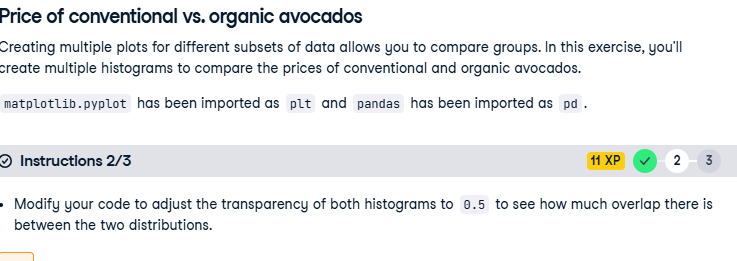 Price of conventional vs. organic avocados
Creating multiple plots for different subsets of data allows you to compare groups. In this exercise, you'll
create multiple histograms to compare the prices of conventional and organic avocados.
matplotlib.pyplot has been imported as plt and pandas has been imported as pd.
Instructions 2/3
11 XP
2
3
• Modify your code to adjust the transparency of both histograms to 0.5 to see how much overlap there is
between the two distributions.